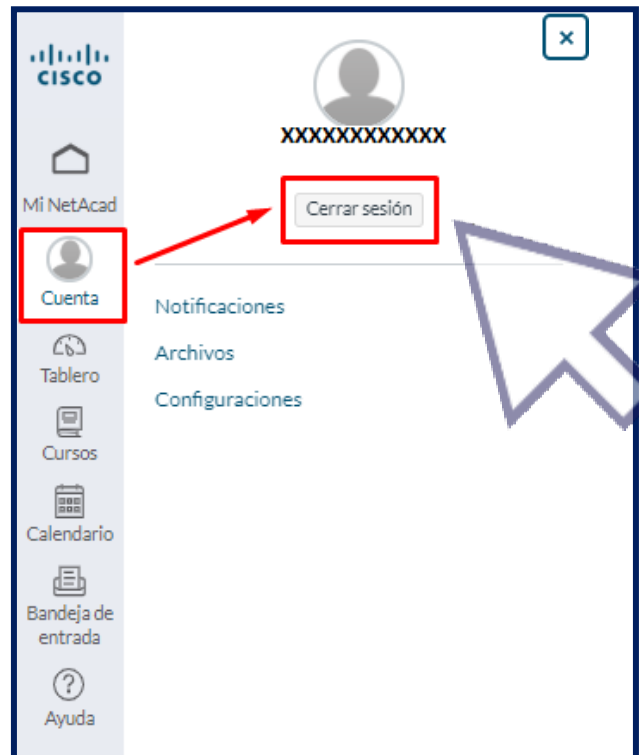 ×
CISCO
XXXXXXXXXXXX
Mi NetAcad
Cerrar sesión
Cuenta
Notificaciones
Archivos
Tablero
Configuraciones
Cursos
Calendario
Bandeja de
entrada
?
Ayuda